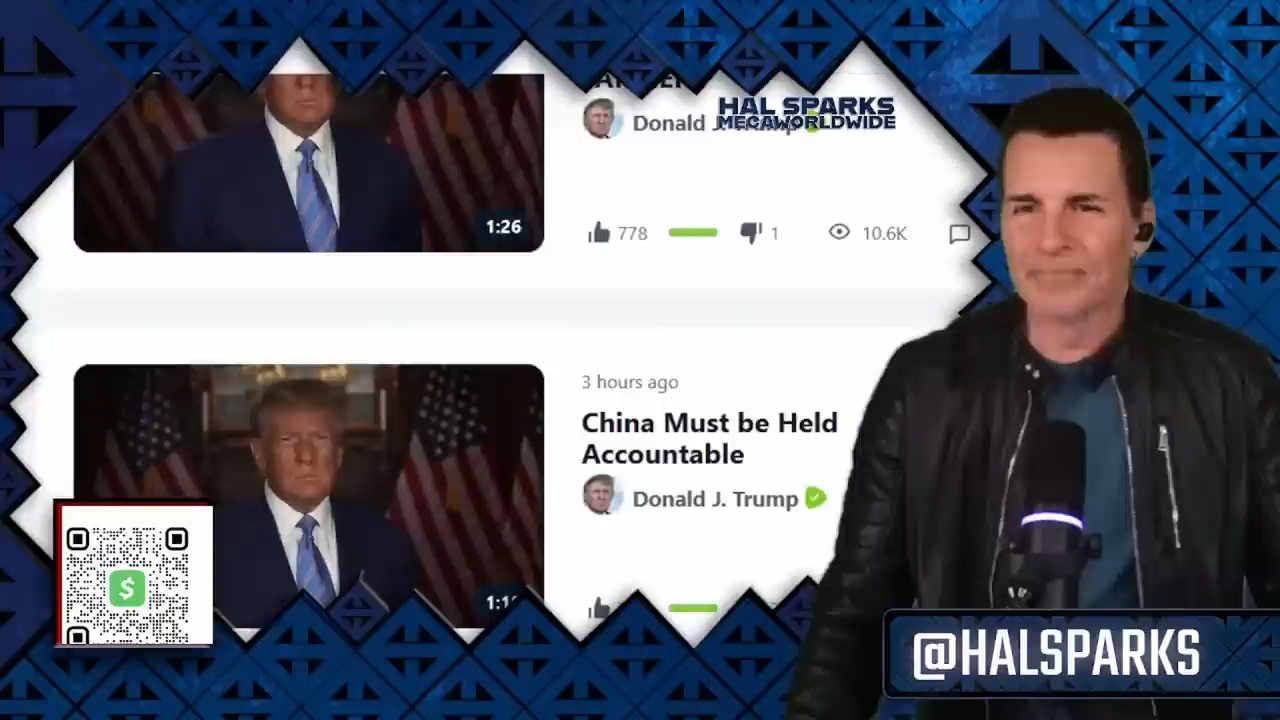 Donald J.
HAL SPARKS
MEGAWORLDWIDE
1:26
778
1
10.6K
3 hours ago
China Must be Held
Accountable
Donald J. Trump
$
@HALSPARKS